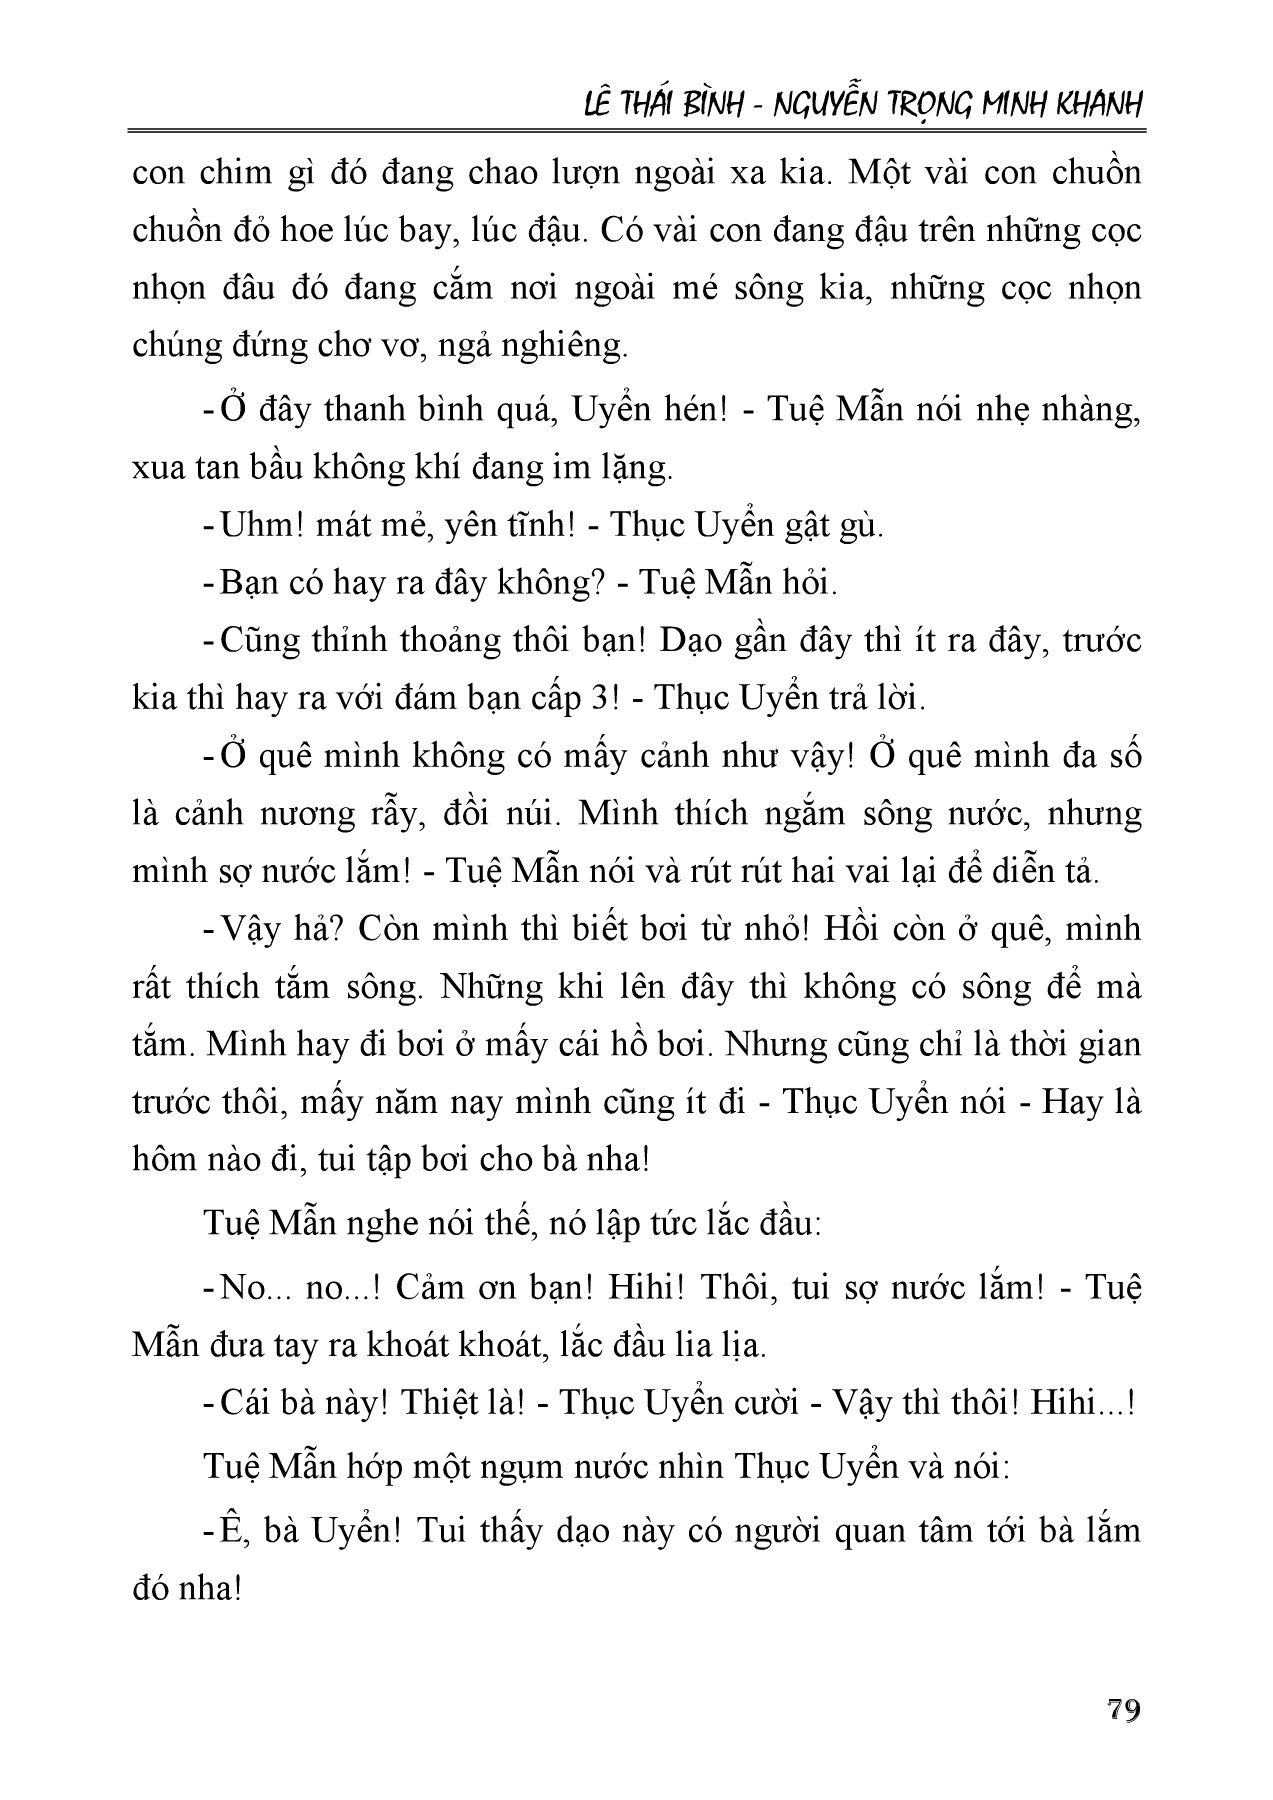 LÊ THÁI BÌNH - NGUYỄN TRỌNG MINH KHANH
con chim gì đó đang chao lượn ngoài xa kia. Một vài con chuồn
chuồn đỏ hoe lúc bay, lúc đậu. Có vài con đang đậu trên những cọc
nhọn đâu đó đang cắm nơi ngoài mé sông kia, những cọc nhọn
chúng đứng chơ vơ, ngả nghiêng.
- Ở đây thanh bình quá, Uyển hén! - Tuệ Mẫn nói nhẹ nhàng,
xua tan bầu không khí đang im lặng.
- Uhm! mát mẻ, yên tĩnh! - Thục Uyển gật gù.
- Bạn có hay ra đây không? - Tuệ Mẫn hỏi.
- Cũng thỉnh thoảng thôi bạn! Dạo gần đây thì ít ra đây, trước
kia thì hay ra với đám bạn cấp 3! - Thục Uyển trả lời.
- Ở quê mình không có mấy cảnh như vậy! Ở quê mình đa số
là cảnh nương rẫy, đồi núi. Mình thích ngắm sông nước, nhưng
mình sợ nước lắm! - Tuệ Mẫn nói và rút rút hai vai lại để diễn tả.
- Vậy hả? Còn mình thì biết bơi từ nhỏ! Hồi còn ở quê, mình
rất thích tắm sông. Những khi lên đây thì không có sông để mà
tắm. Mình hay đi bơi ở mấy cái hồ bơi. Nhưng cũng chỉ là thời gian
trước thôi, mấy năm nay mình cũng ít đi - Thục Uyển nói - Hay là
hôm nào đi, tui tập bơi cho bà nha!
Tuệ Mẫn nghe nói thế, nó lập tức lắc đầu:
- No... no...! Cảm ơn bạn! Hihi! Thôi, tui sợ nước lắm! - Tuệ
Mẫn đưa tay ra khoát khoát, lắc đầu lia lịa.
- Cái bà này! Thiệt là! - Thục Uyển cười - Vậy thì thôi! Hihi...!
Tuệ Mẫn hớp một ngụm nước nhìn Thục Uyển và nói:
- Ê, bà Uyển! Tui thấy dạo này có người quan tâm tới bà lắm
đó nha!
79